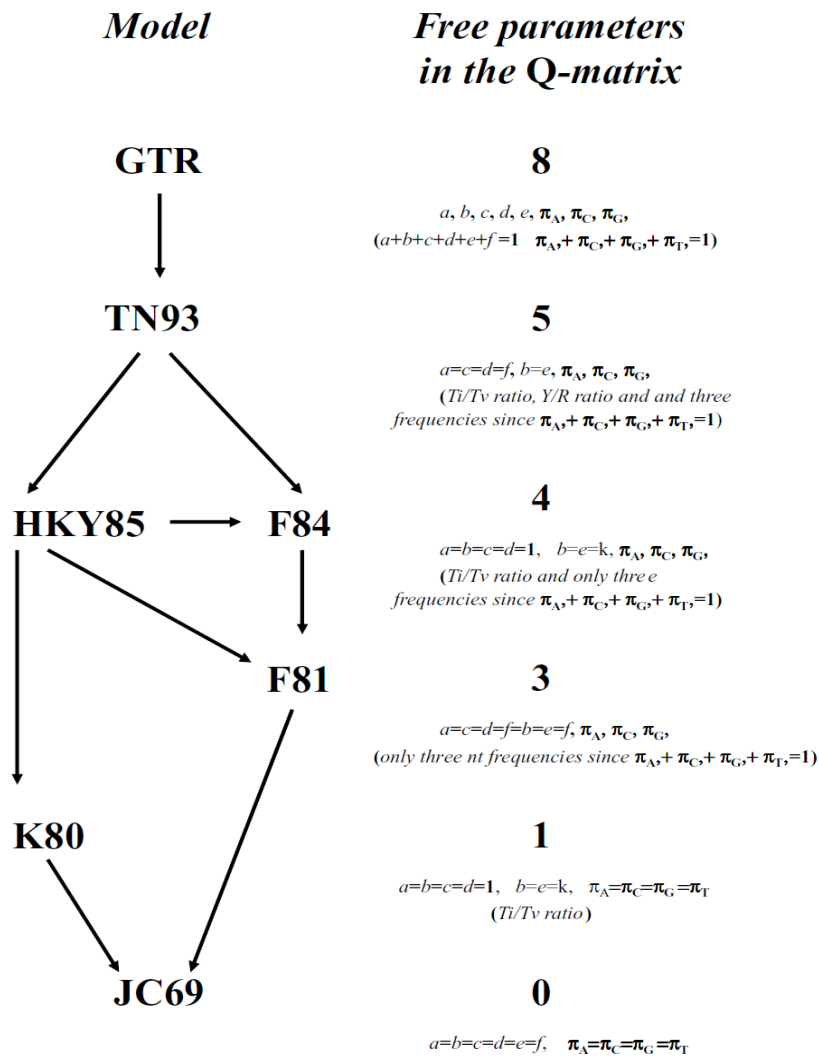 Model
Free parameters
in the Q-matrix
GTR
8
a, b, c, d, e, πA, πC, πG,
(a+b+c+d+e+f =1 πA,+ πC,+ πG,+ πT,=1)
TN93
5
a=c=d=f, b=e, πA, πC, πG,
(Ti/Tv ratio, Y/R ratio and and three
frequencies since πA,+ πC,+ πG,+ πT,=1)
HKY85
F84
4
a=b=c=d=1, b=e=k, πA, πC, πG,
(Ti/Tv ratio and only three
frequencies since πA,+ πC,+ πG,+ πT,=1)
F81
3
a=c=d=f=b=e=f, πA, πC, πG,
(only three nt frequencies since πA,+ πC,+ πG,+ πT,=1)
K80
1
a=b=c=d=1, b=e=k, πA=πC=πG=πT
(Ti/Tv ratio)
JC69
0
a=b=c=d=e=f, πA=πC=πG=πT